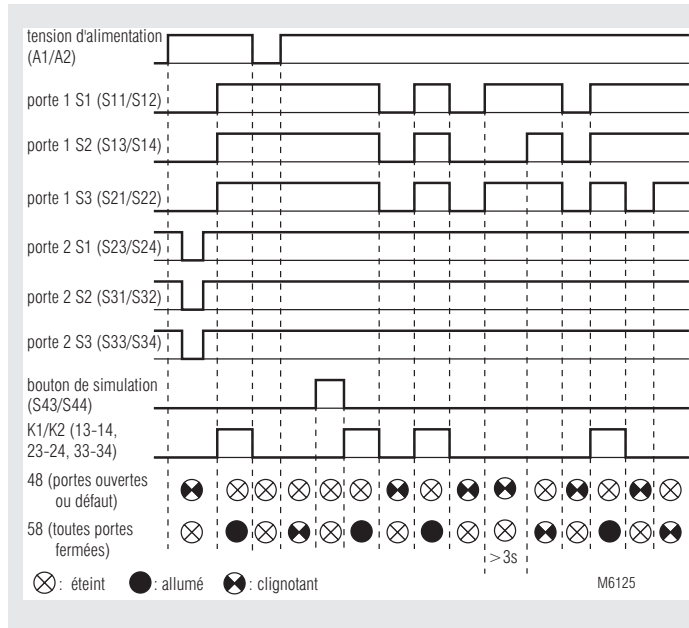 tension d'alimentation
(A1/A2)
porte 1 S1 (S11/S12)
porte 1 S2 (S13/S14)
porte 1 S3 (S21/S22)
porte 2 S1 (S23/S24)
porte 2 S2 (S31/S32)
porte 2 S3 (S33/S34)
bouton de simulation
(S43/S44)
K1/K2 (13-14,
23-24, 33-34)
48 (portes ouvertes
ou défaut)
58 (toutes portes
fermées)
>3s
: éteint : allumé : clignotant
M6125